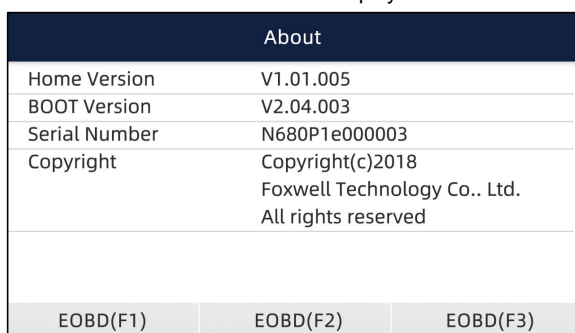 About
Home Version V1.01.005
BOOT Version V2.04.003
Serial Number N680P1e000003
Copyright Copyright(c)2018
Foxwell Technology Co.. Ltd.
All rights reserved
EOBD(F1) EOBD(F2) EOBD(F3)